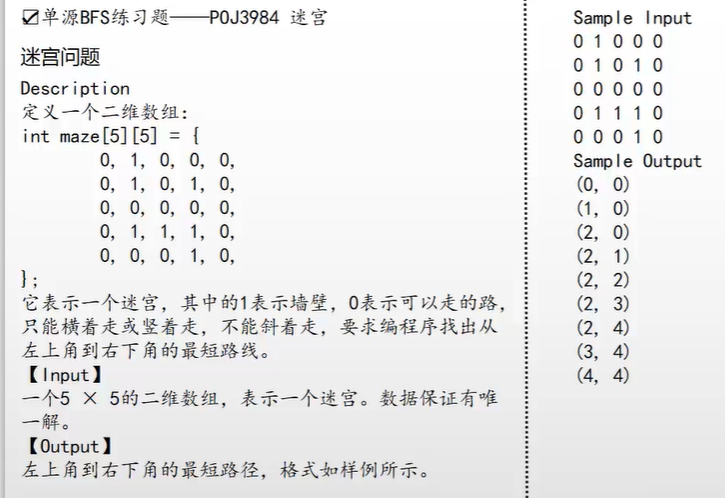 ☑单源BFS练习题——POJ3984 迷宫
迷宫问题
Description
定义一个二维数组:
int maze[5][5] = {
0, 1, 0, 0, 0,
0, 1, 0, 1, 0,
0, 0, 0, 0, 0,
0, 1, 1, 1, 0,
0, 0, 0, 1, 0,
};
它表示一个迷宫，其中的1表示墙壁，0表示可以走的路，
只能横着走或竖着走，不能斜着走，要求编程序找出从
左上角到右下角的最短路线。
【Input】
一个5 × 5的二维数组，表示一个迷宫。数据保证有唯
一解。
【Output】
左上角到右下角的最短路径，格式如样例所示。
Sample Input
0 1 0 0 0
0 1 0 1 0
0 0 0 0 0
0 1 1 1 0
0 0 0 1 0
Sample Output
(0, 0)
(1, 0)
(2, 0)
(2, 1)
(2, 2)
(2, 3)
(2, 4)
(3, 4)
(4, 4)